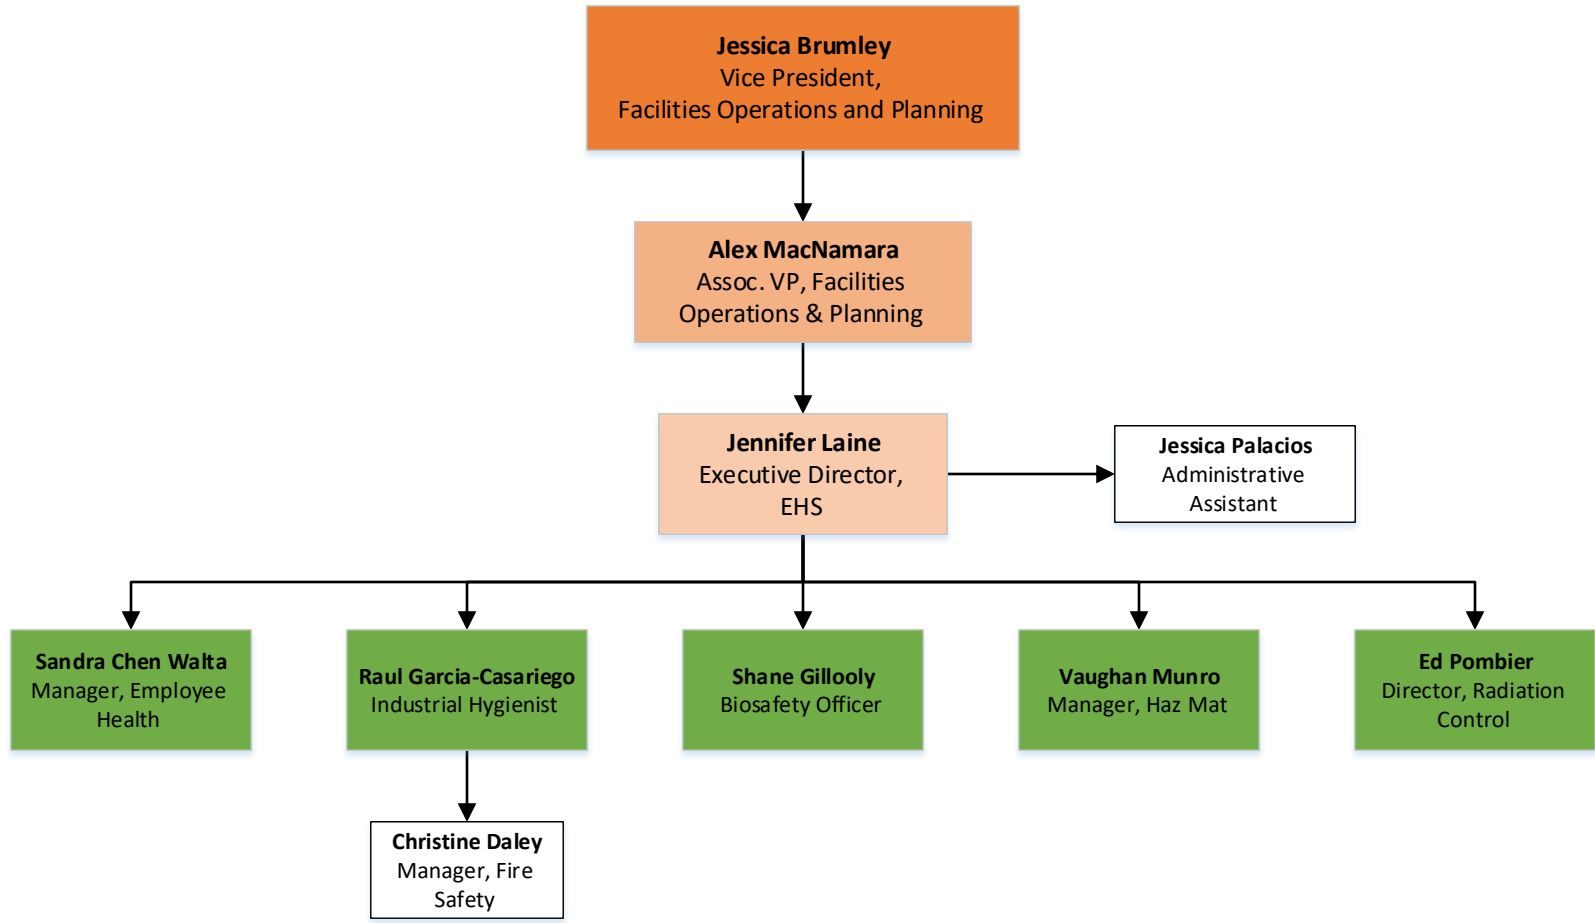 Jessica Brumley
Vice President,
Facilities Operations and Planning
Alex MacNamara
Assoc. VP, Facilities
Operations & Planning
Jennifer Laine
Executive Director,
EHS
Jessica Palacios
Administrative
Assistant
Sandra Chen Walta
Manager, Employee
Health
Raul Garcia-Casariego
Industrial Hygienist
Shane Gillooly
Biosafety Officer
Vaughan Munro
Manager, Haz Mat
Ed Pombier
Director, Radiation
Control
Christine Daley
Manager, Fire
Safety